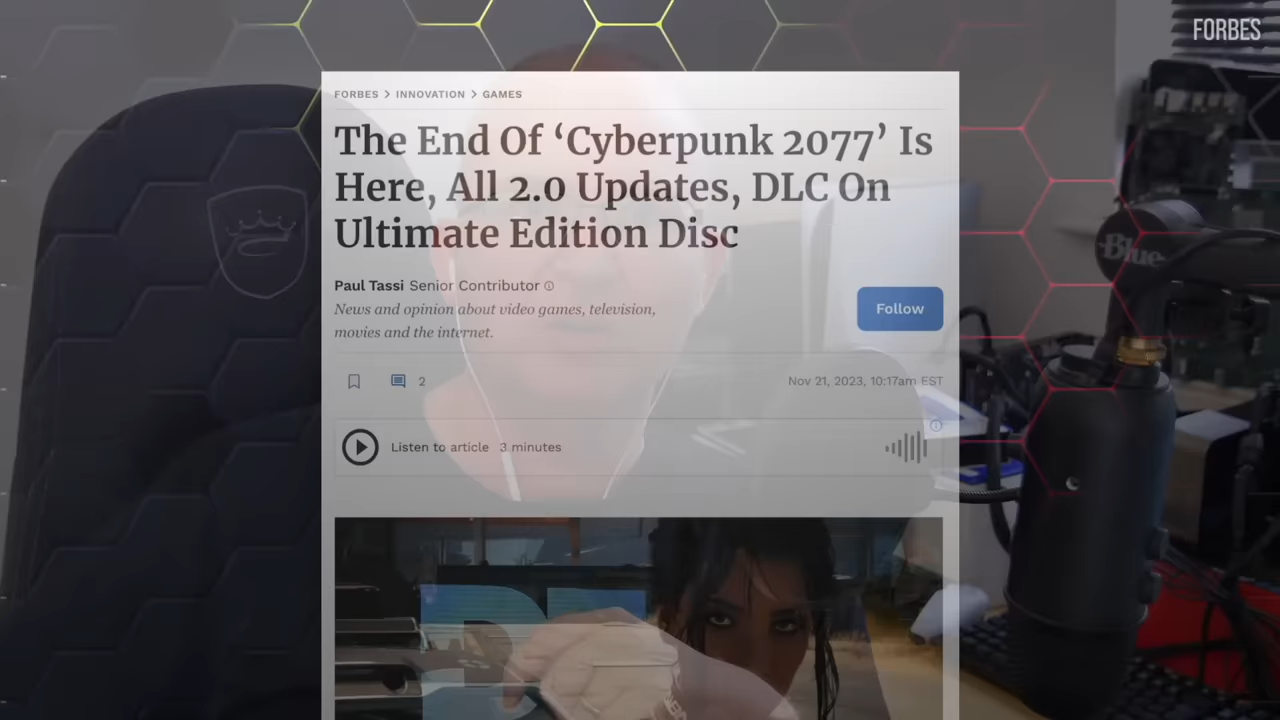 FORBES
FORBES > INNOVATION > GAMES
The End Of ‘Cyberpunk 2077’ Is
Here, All 2.0 Updates, DLC On
Ultimate Edition Disc
Paul Tassi Senior Contributor
News and opinion about video games, television,
movies and the internet.
Follow
2
Nov 21, 2023, 10:17am EST
Listen to article 3 minutes
Blue